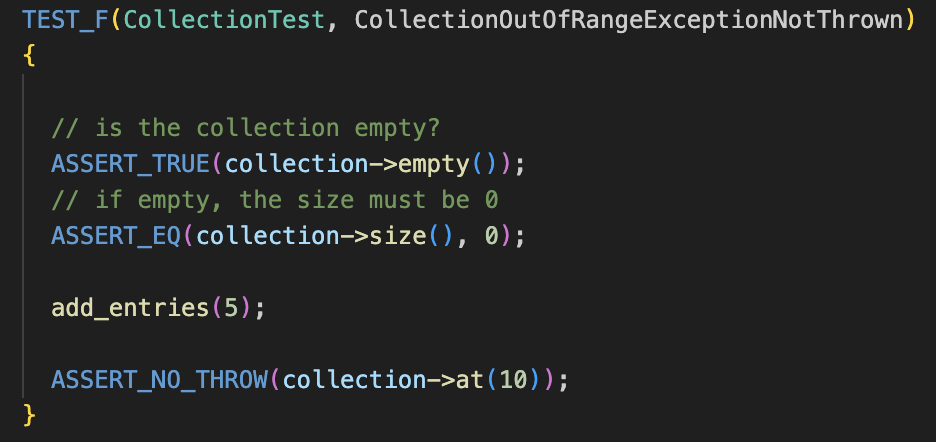 TEST_F(CollectionTest, CollectionOutOfRangeExceptionNotThrown)
{
// is the collection empty?
ASSERT_TRUE(collection->empty());
// if empty, the size must be 0
ASSERT_EQ(collection->size(), 0);
add_entries(5);
ASSERT_NO_THROW(collection->at(10));
}